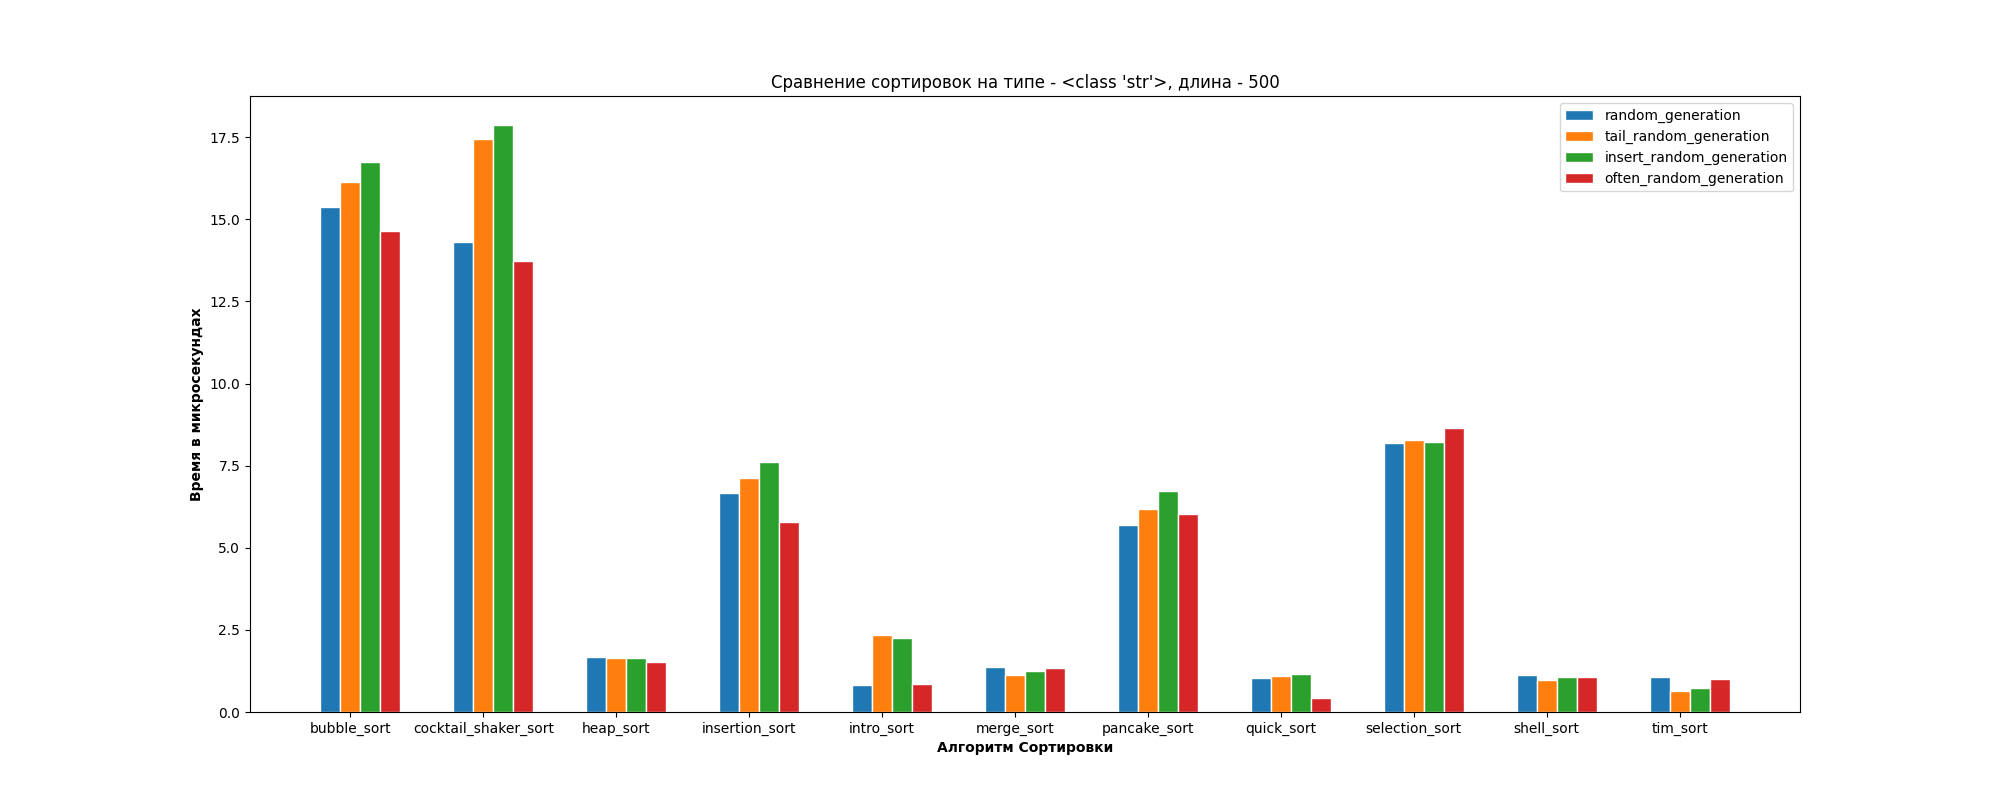 Сравнение сортировок на типе - <class 'str'>, длина - 500
random_generation
tail_random_generation
insert_random_generation
often_random_generation
17.5
15.0
12.5
10.0
7.5
5.0
2.5
0.0
Время в микросекундах
bubble_sort cocktail_shaker_sort heap_sort insertion_sort intro_sort merge_sort pancake_sort quick_sort selection_sort shell_sort tim_sort
Алгоритм Сортировки